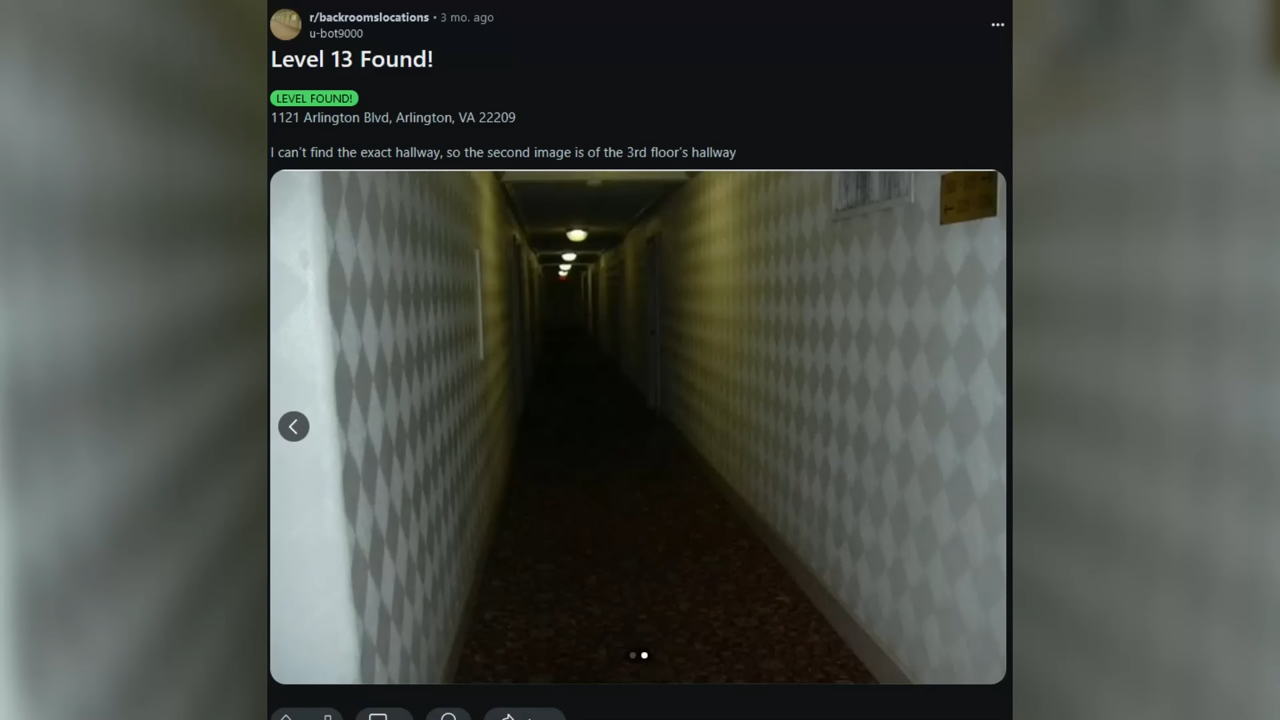 r/backroomslocations • 3 mo. ago
u-bot9000
Level 13 Found!
LEVEL FOUND!
1121 Arlington Blvd, Arlington, VA 22209
I can't find the exact hallway, so the second image is of the 3rd floor's hallway